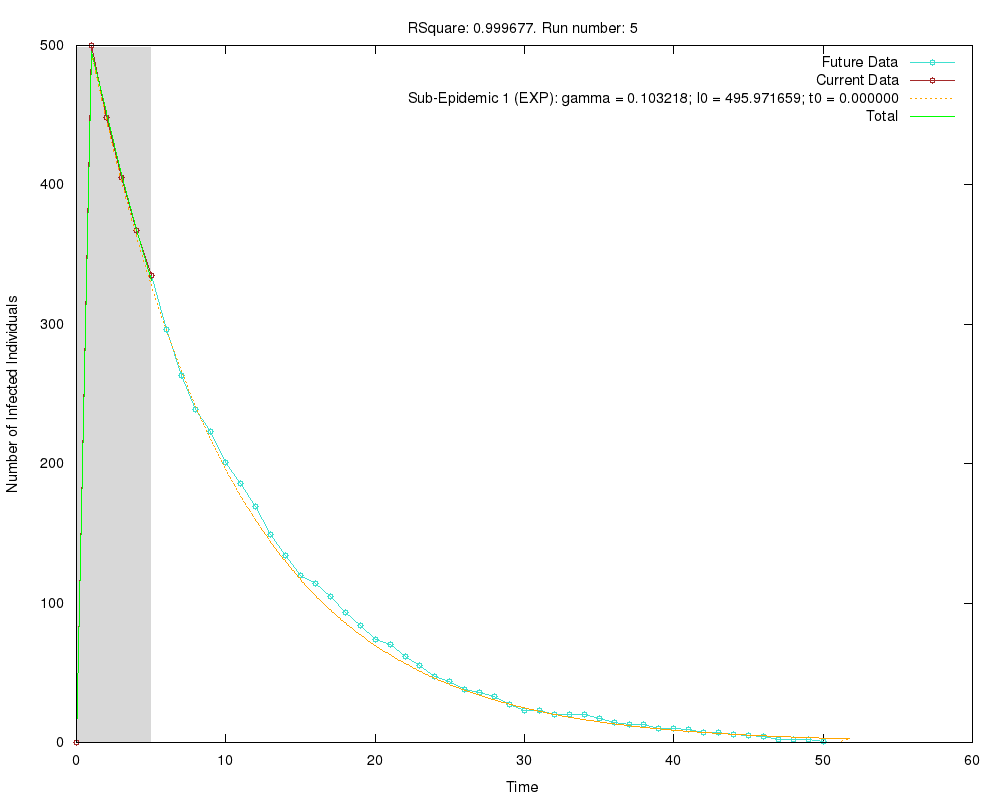 RSquare: 0.999677. Run number: 5
Future Data
Current Data
Sub-Epidemic 1 (EXP): gamma = 0.103218; I0 = 495.971659; t0 = 0.000000
Total
500
400
300
200
100
0
Number of Infected Individuals
0 10 20 30 40 50 60
Time